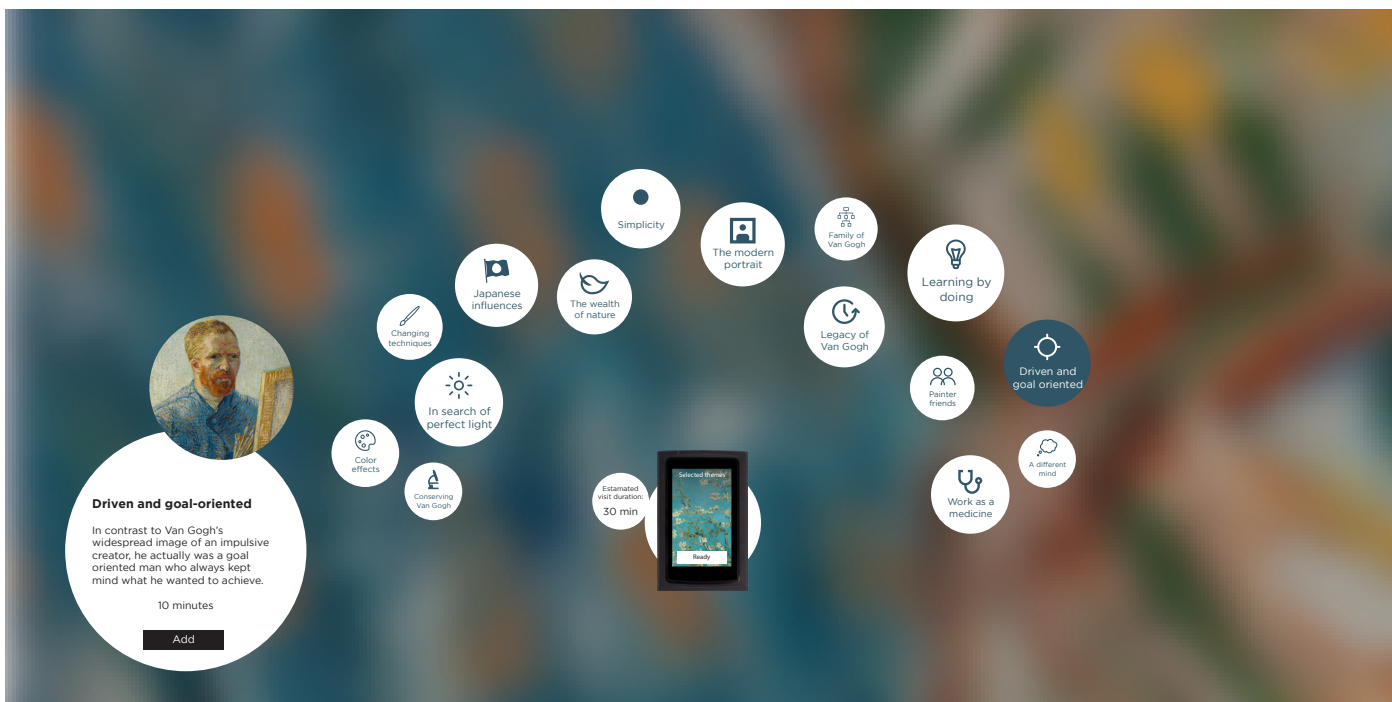 Simplicity
The modern
portrait
Family of
Van Gogh
Learning by
doing
Japanese
influences
The wealth
of nature
Changing
techniques
Legacy of
Van Gogh
Driven and
goal oriented
In search of
perfect light
Painter
friends
Color
effects
Conserving
Van Gogh
A different
mind
Work as a
medicine
Estamated
visit duration:
30 min
Selected themes
Ready
Driven and goal-oriented
In contrast to Van Gogh's
widespread image of an impulsive
creator, he actually was a goal
oriented man who always kept
mind what he wanted to achieve.
10 minutes
Add